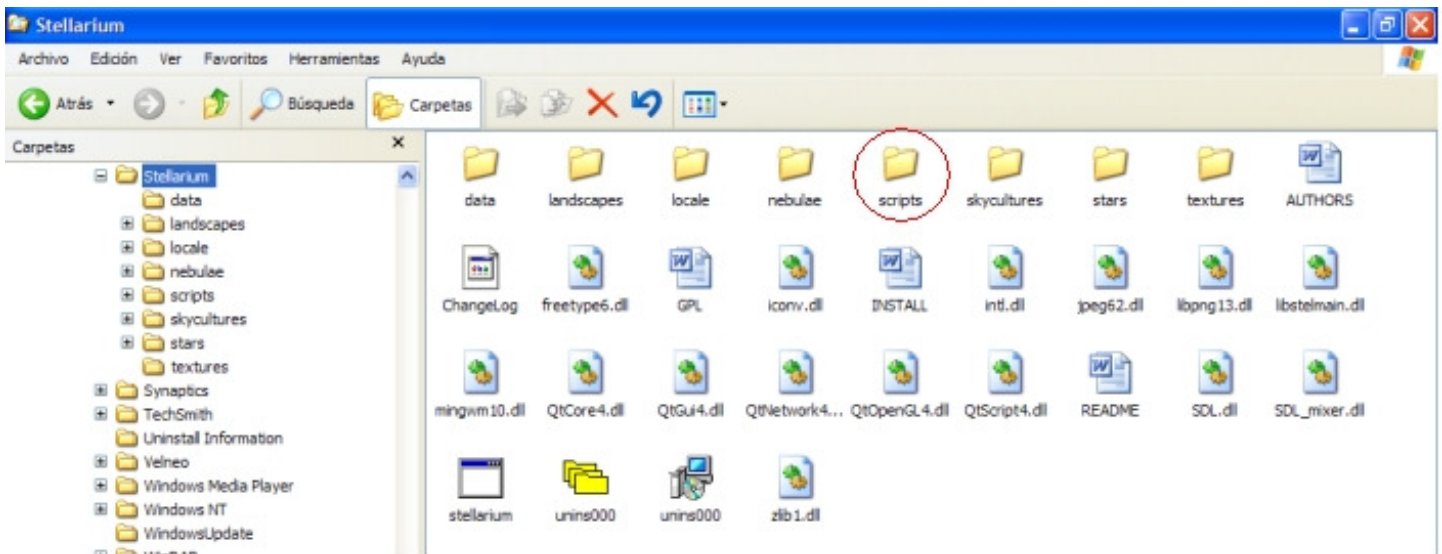 Stellarium
Archivo Edición Ver Favoritos Herramientas Ayuda
Atrás Búsqueda Carpetas
Carpetas
Stellarium
data
landscapes
locale
nebulae
scripts
skycultures
stars
textures
Synaptics
TechSmith
Uninstall Information
Velneo
Windows Media Player
Windows NT
WindowsUpdate
WinRAR
data landscapes locale nebulae scripts skycultures stars textures AUTHORS
ChangeLog freetype6.dll GPL iconv.dll INSTALL intl.dll jpeg62.dll libpng13.dll libstelmain.dll
mingwm10.dll QtCore4.dll QtGui4.dll QtNetwork4... QtOpenGL4.dll QtScript4.dll README SDL.dll SDL_mixer.dll
stellarium unins000 unins000 zlib1.dll